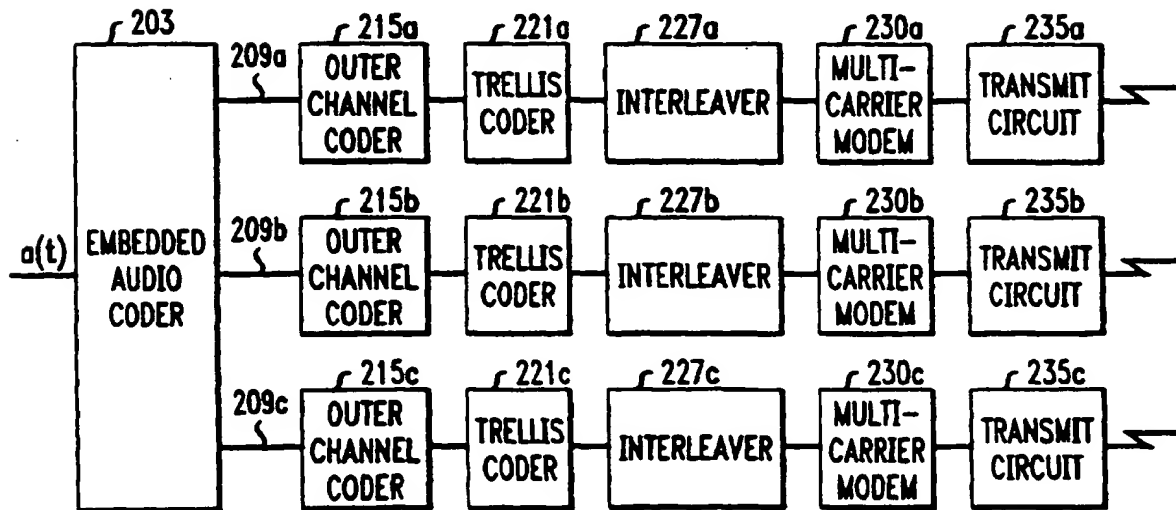 203
209a
215a
221a
227a
230a
235a
OUTER
CHANNEL
CODER
TRELLIS
CODER
INTERLEAVER
MULTI-
CARRIER
MODEM
TRANSMIT
CIRCUIT
a(t)
EMBEDDED
AUDIO
CODER
209b
215b
221b
227b
230b
235b
OUTER
CHANNEL
CODER
TRELLIS
CODER
INTERLEAVER
MULTI-
CARRIER
MODEM
TRANSMIT
CIRCUIT
209c
215c
221c
227c
230c
235c
OUTER
CHANNEL
CODER
TRELLIS
CODER
INTERLEAVER
MULTI-
CARRIER
MODEM
TRANSMIT
CIRCUIT